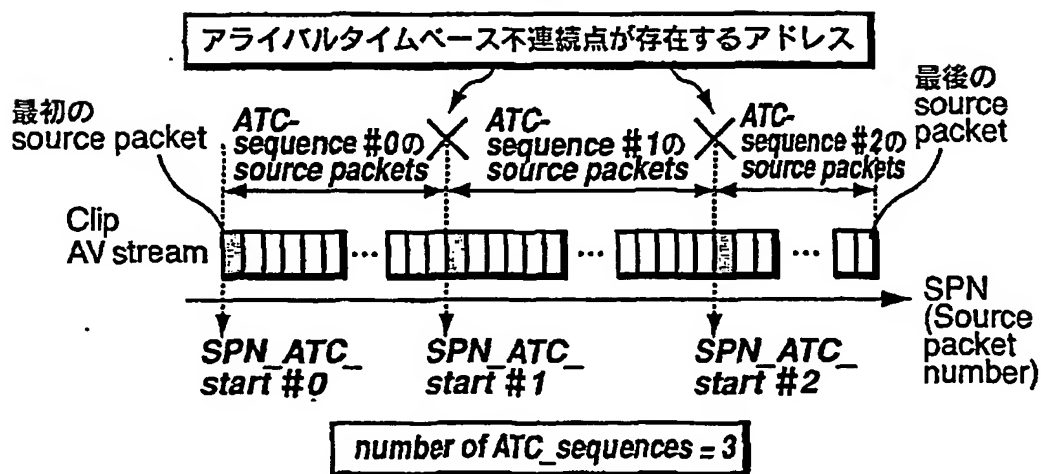 アライバルタイムベース不連続点が存在するアドレス
最初の
source packet
ATC-
sequence #0の
source packets
ATC-
sequence #1の
source packets
ATC-
sequence #2の
source packets
最後の
source
packet
Clip
AV stream
... ... ...
SPN
(Source
packet
number)
SPN_ATC_
start #0
SPN_ATC_
start #1
SPN_ATC_
start #2
number of ATC_sequences = 3